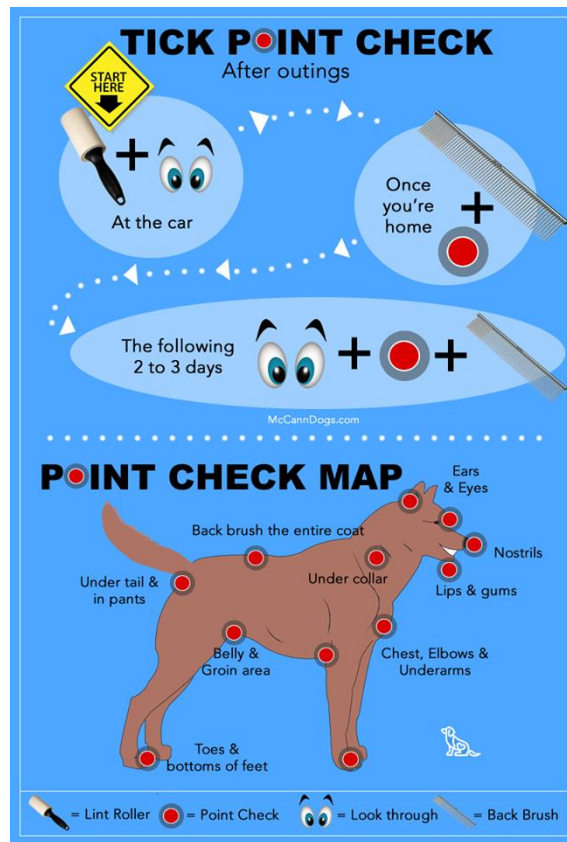 TICK POINT CHECK
After outings
START
HERE
+
At the car
Once
you're
home
+
The following
2 to 3 days
+
+
McCannDogs.com
POINT CHECK MAP
Ears
& Eyes
Back brush the entire coat
Nostrils
Under tail &
in pants
Under collar
Lips & gums
Belly &
Groin area
Chest, Elbows &
Underarms
Toes &
bottoms of feet
= Lint Roller
= Point Check
= Look through
= Back Brush